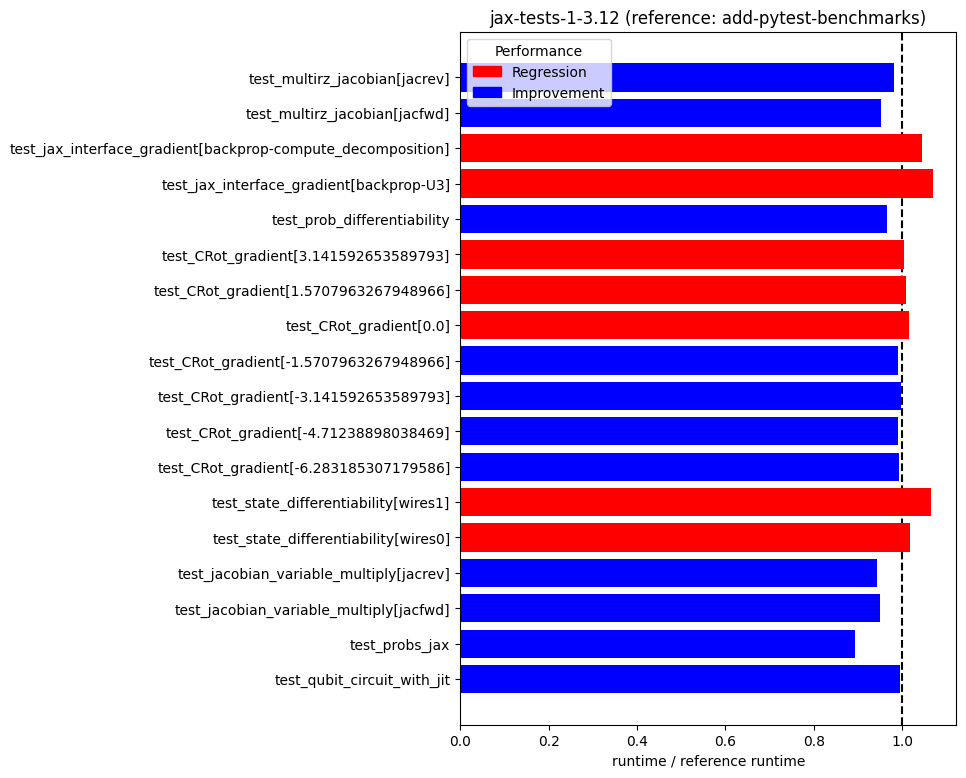 jax-tests-1-3.12 (reference: add-pytest-benchmarks)
Performance
Regression
Improvement
test_multirz_jacobian[jacrev]
test_multirz_jacobian[jacfwd]
test_jax_interface_gradient[backprop-compute_decomposition]
test_jax_interface_gradient[backprop-U3]
test_prob_differentiability
test_CRot_gradient[3.141592653589793]
test_CRot_gradient[1.5707963267948966]
test_CRot_gradient[0.0]
test_CRot_gradient[-1.5707963267948966]
test_CRot_gradient[-3.141592653589793]
test_CRot_gradient[-4.71238898038469]
test_CRot_gradient[-6.283185307179586]
test_state_differentiability[wires1]
test_state_differentiability[wires0]
test_jacobian_variable_multiply[jacrev]
test_jacobian_variable_multiply[jacfwd]
test_probs_jax
test_qubit_circuit_with_jit
0.0 0.2 0.4 0.6 0.8 1.0
runtime / reference runtime